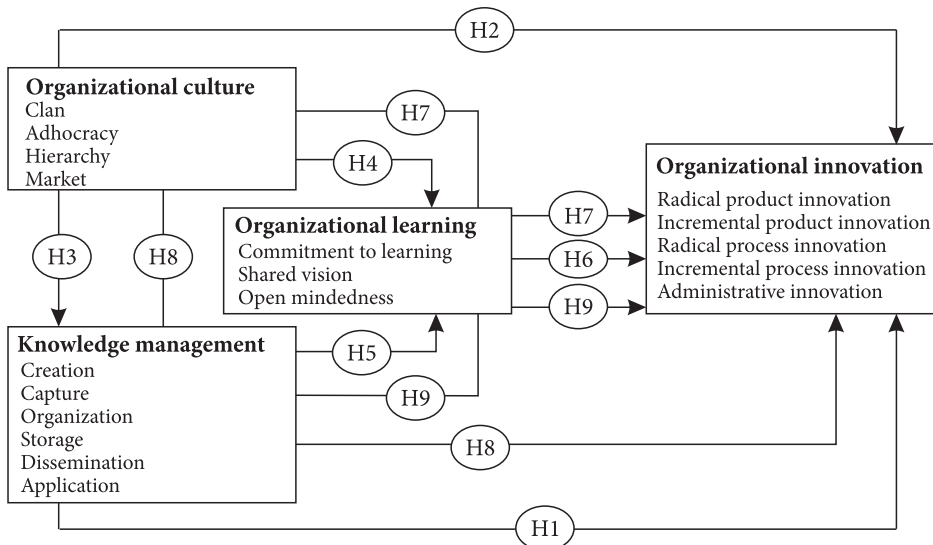 H2
Organizational culture
Clan
Adhocracy
Hierarchy
Market
H7
H4
H3
H8
Organizational learning
Commitment to learning
Shared vision
Open mindedness
H7
H6
H9
Organizational innovation
Radical product innovation
Incremental product innovation
Radical process innovation
Incremental process innovation
Administrative innovation
Knowledge management
Creation
Capture
Organization
Storage
Dissemination
Application
H5
H9
H8
H1